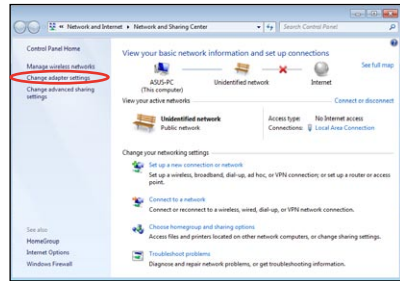 « Network and Internet ▸ Network and Sharing Center
Search Control Panel
Control Panel Home
Manage wireless networks
Change adapter settings
Change advanced sharing
settings
See also
HomeGroup
Internet Options
Windows Firewall
View your basic network information and set up connections
See full map
ASUS-PC
(This computer)
Unidentified network
Internet
View your active networks
Connect or disconnect
Unidentified network
Public network
Access type: No Internet access
Connections: Local Area Connection
Change your networking settings
Set up a new connection or network
Set up a wireless, broadband, dial-up, ad hoc, or VPN connection; or set up a router or access
point.
Connect to a network
Connect or reconnect to a wireless, wired, dial-up, or VPN network connection.
Choose homegroup and sharing options
Access files and printers located on other network computers, or change sharing settings.
Troubleshoot problems
Diagnose and repair network problems, or get troubleshooting information.